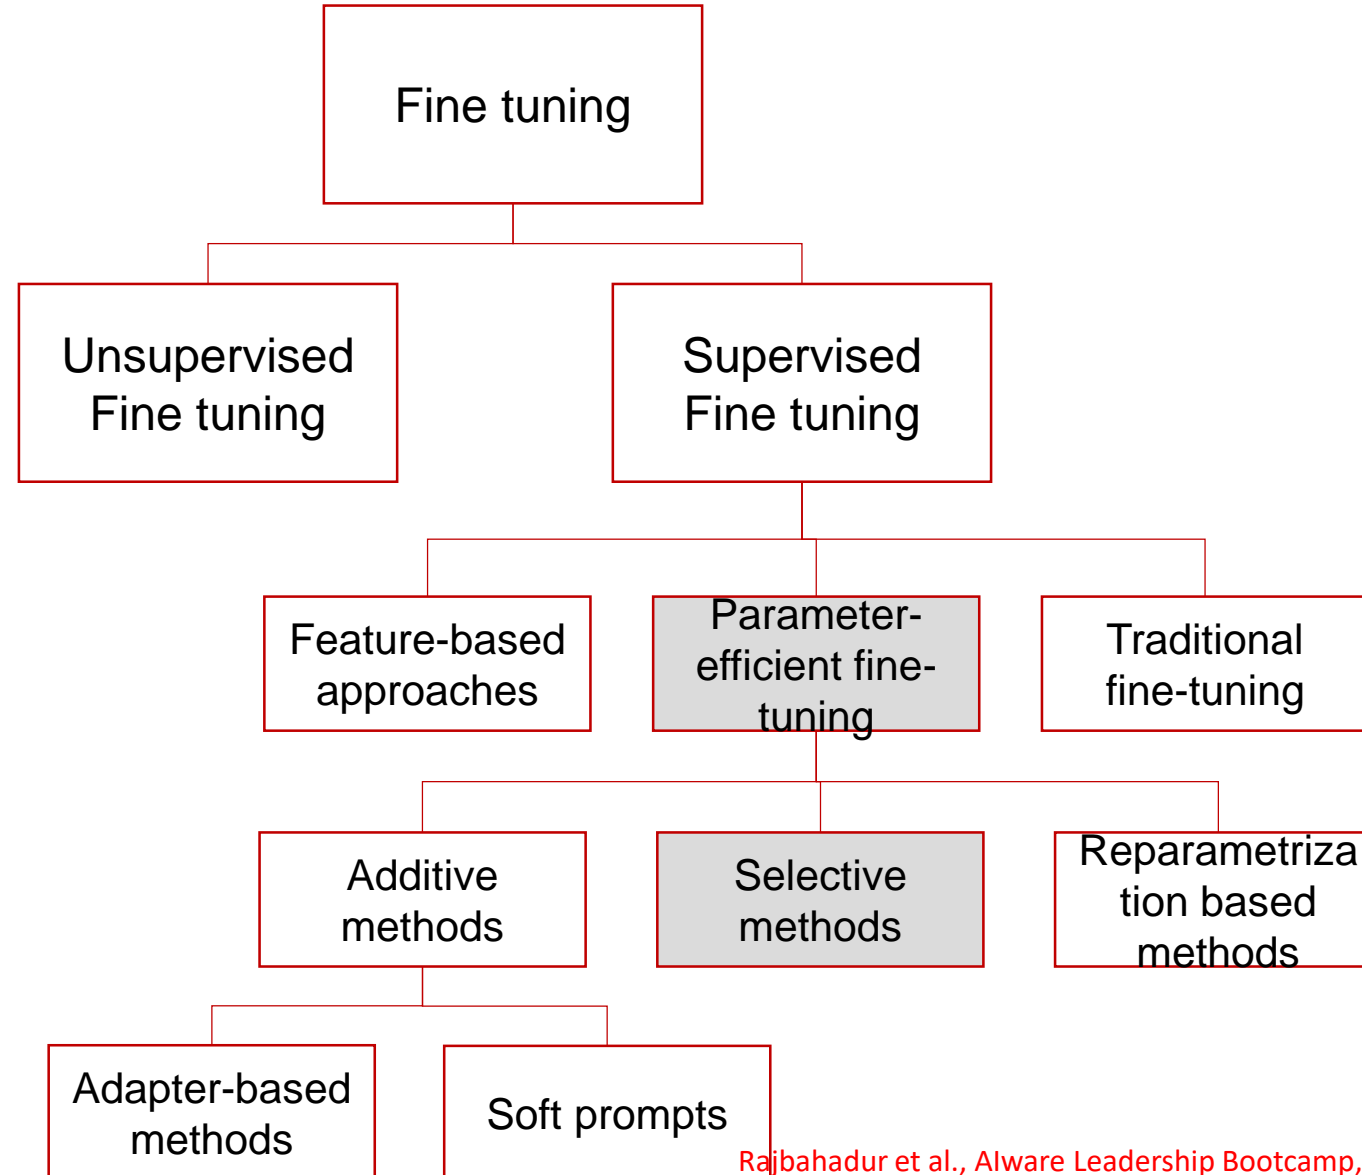 Fine tuning
Unsupervised
Fine tuning
Supervised
Fine tuning
Feature-based
approaches
Parameter-
efficient fine-
tuning
Traditional
fine-tuning
Additive
methods
Selective
methods
Reparametriza
tion based
methods
Adapter-based
methods
Soft prompts
Rajbahadur et al., AIware Leadership Bootcamp,